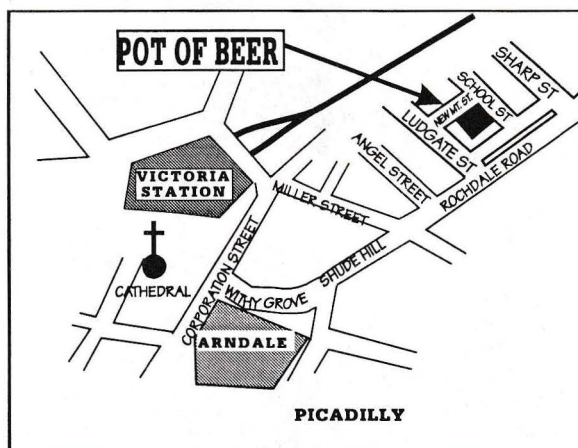 POT OF BEER
SHARP ST
SCHOOL ST
NEW MT. ST.
LUDGATE ST
ANGEL STREET
ROCHDALE ROAD
VICTORIA
STATION
MILLER STREET
SHUDE HILL
CORPORATION STREET
CATHEDRAL
WITHY GROVE
ARNDALE
PICADILLY